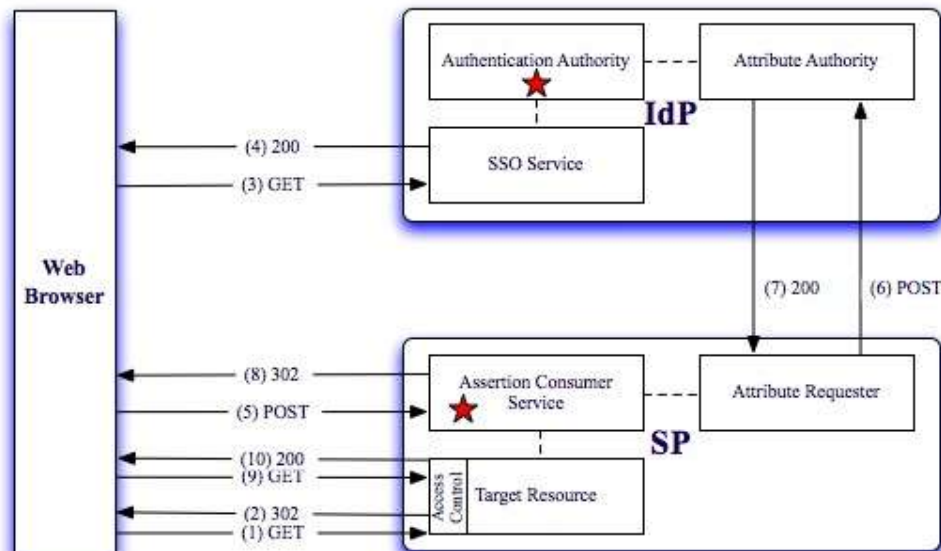 Authentication Authority
Attribute Authority
IdP
(4) 200
SSO Service
(3) GET
Web
Browser
(7) 200
(6) POST
(8) 302
Assertion Consumer
Service
Attribute Requester
(5) POST
SP
(10) 200
(9) GET
Access
Control
Target Resource
(2) 302
(1) GET